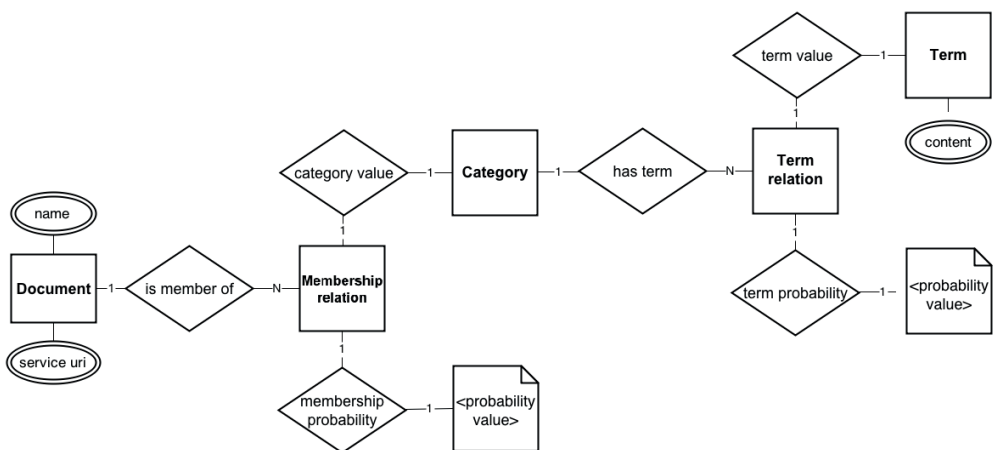 term value
1
Term
1
content
category value
1
Category
1
has term
N
Term
relation
1
name
1
Document
1
is member of
N
Membership
relation
term probability
1
<probability
value>
service uri
1
membership
probability
1
<probability
value>